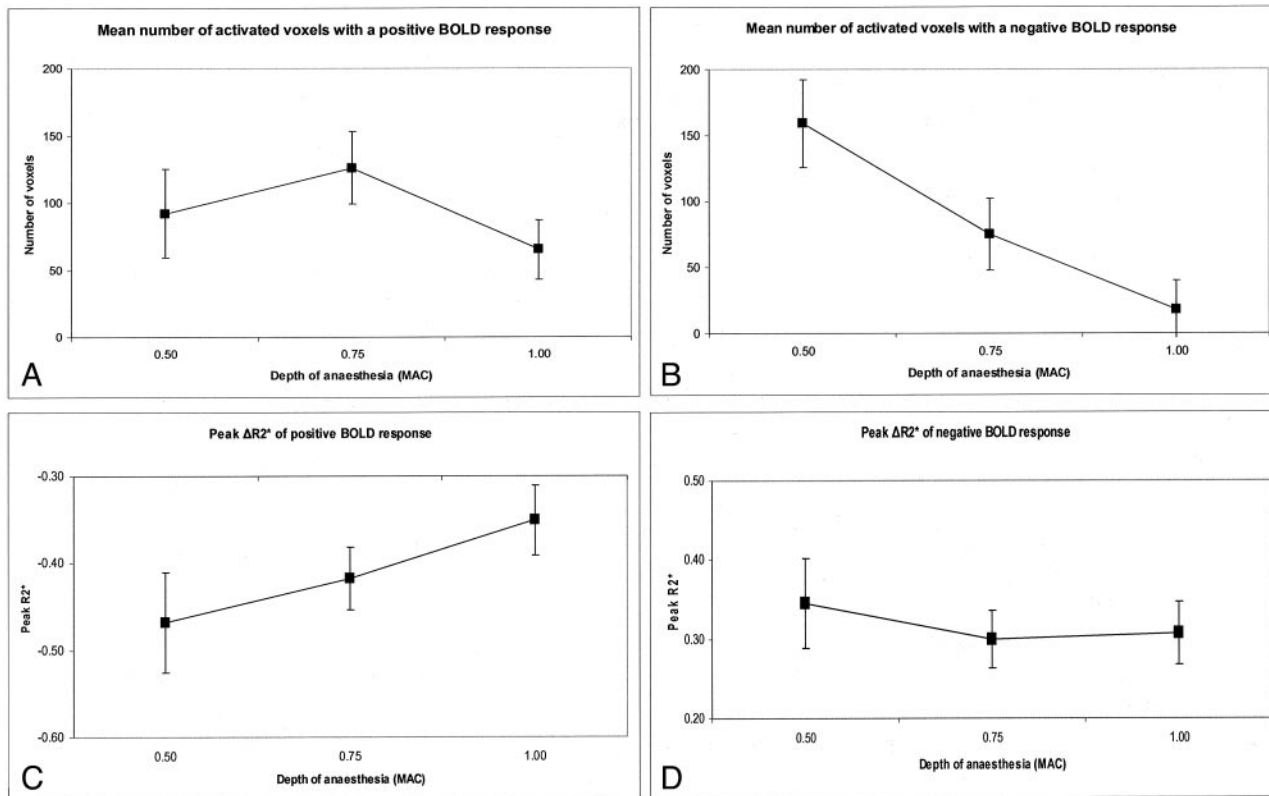 Mean number of activated voxels with a positive BOLD response
200
150
100
50
0
Number of voxels
0.50 0.75 1.00
Depth of anaesthesia (MAC)
A
Mean number of activated voxels with a negative BOLD response
200
150
100
50
0
Number of voxels
0.50 0.75 1.00
Depth of anaesthesia (MAC)
B
Peak ΔR2* of positive BOLD response
-0.30
-0.40
-0.50
-0.60
Peak R2*
0.50 0.75 1.00
Depth of anaesthesia (MAC)
C
Peak ΔR2* of negative BOLD response
0.50
0.40
0.30
0.20
Peak R2*
0.50 0.75 1.00
Depth of anaesthesia (MAC)
D